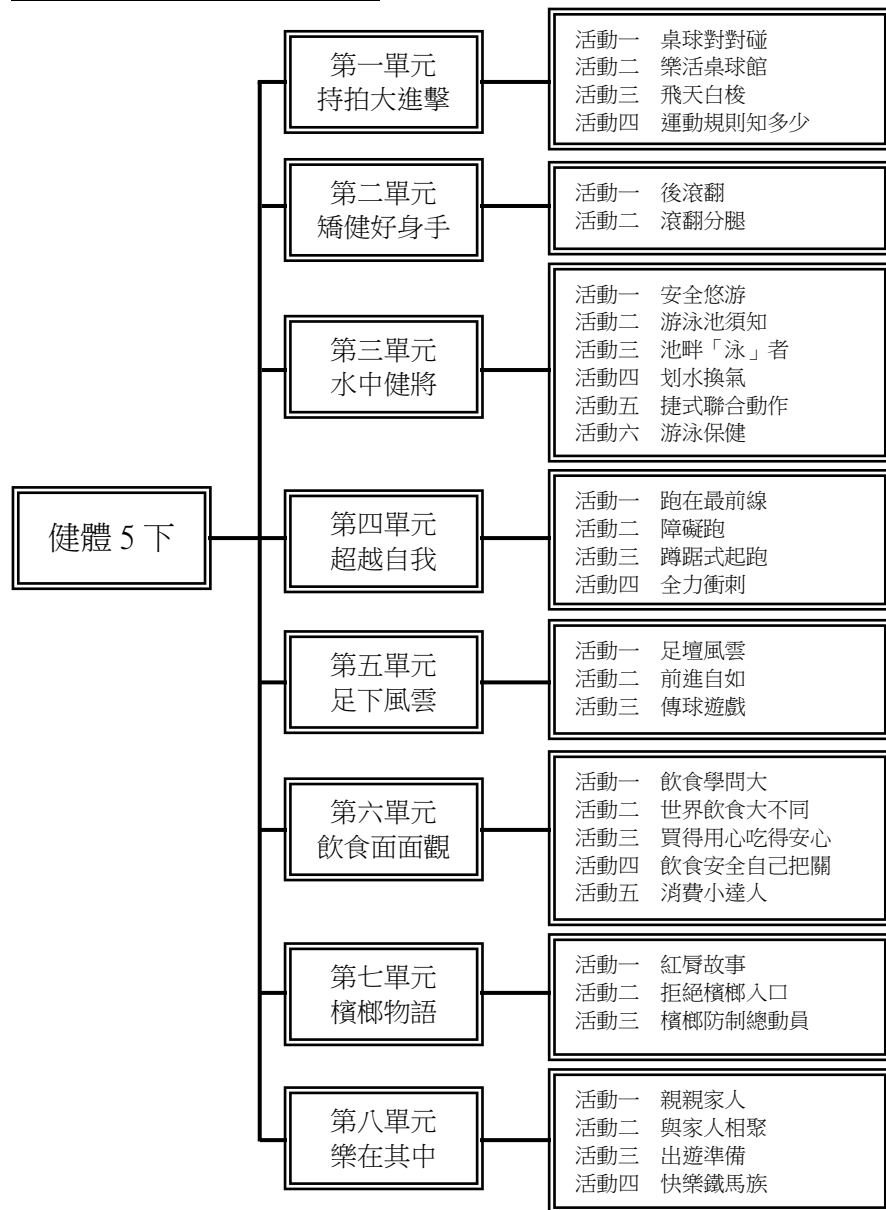 第一單元
持拍大進擊
活動一 桌球對對碰
活動二 樂活桌球館
活動三 飛天白梭
活動四 運動規則知多少
第二單元
矯健好身手
活動一 後滾翻
活動二 滾翻分腿
第三單元
水中健將
活動一 安全悠游
活動二 游泳池須知
活動三 池畔「泳」者
活動四 划水換氣
活動五 捷式聯合動作
活動六 游泳保健
健體 5 下
第四單元
超越自我
活動一 跑在最前線
活動二 障礙跑
活動三 蹲踞式起跑
活動四 全力衝刺
第五單元
足下風雲
活動一 足壇風雲
活動二 前進自如
活動三 傳球遊戲
第六單元
飲食面面觀
活動一 飲食學問大
活動二 世界飲食大不同
活動三 買得用心吃得安心
活動四 飲食安全自己把關
活動五 消費小達人
第七單元
檳榔物語
活動一 紅脣故事
活動二 拒絕檳榔入口
活動三 檳榔防制總動員
第八單元
樂在其中
活動一 親親家人
活動二 與家人相聚
活動三 出遊準備
活動四 快樂鐵馬族